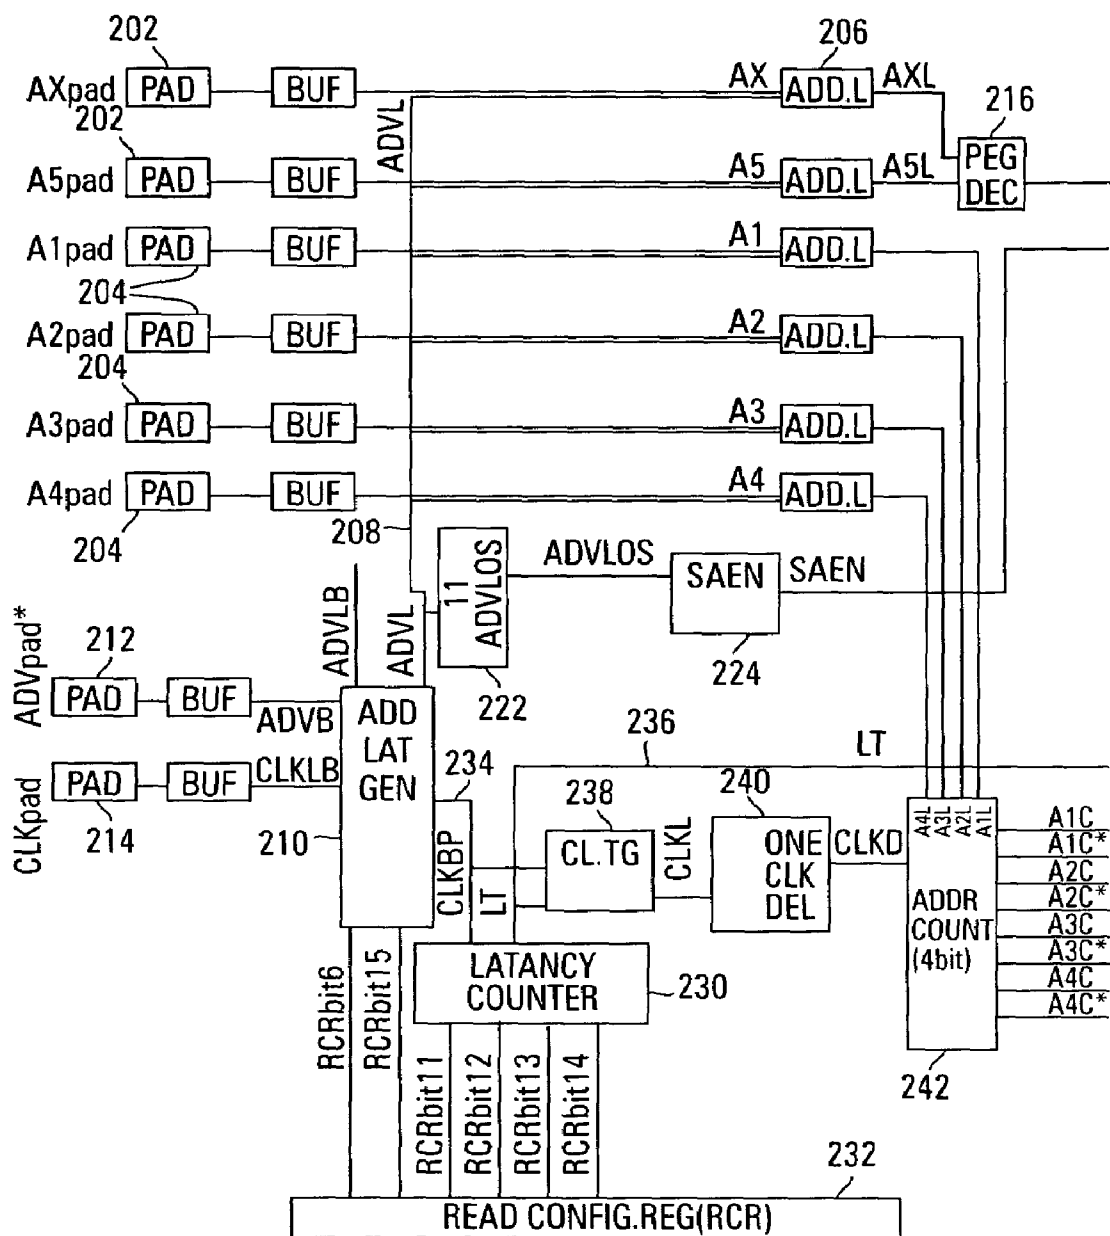 202
206
AXpad PAD BUF AX ADD.L AXL
202
ADVL
216
A5pad PAD BUF A5 ADD.L A5L
PEG
DEC
A1pad PAD BUF A1 ADD.L
204
A2pad PAD BUF A2 ADD.L
204
A3pad PAD BUF A3 ADD.L
A4pad PAD BUF A4 ADD.L
204
208
11
ADVLOS
ADVLOS
SAEN
SAEN
222
224
ADVLB
ADVL
ADVpad*
212
PAD BUF
ADVB
ADD
LAT
GEN
CLKpad
PAD BUF
CLKLB
214
210
234
236
LT
238
240
CL.TG
CLKL
ONE
CLK
DEL
CLKD
CLKBP
LT
A4L
A3L
A2L
A1L
ADDR
COUNT
(4bit)
A1C
A1C*
A2C
A2C*
A3C
A3C*
A4C
A4C*
242
LATANCY
COUNTER
230
RCRbit6
RCRbit15
RCRbit11
RCRbit12
RCRbit13
RCRbit14
232
READ CONFIG.REG(RCR)